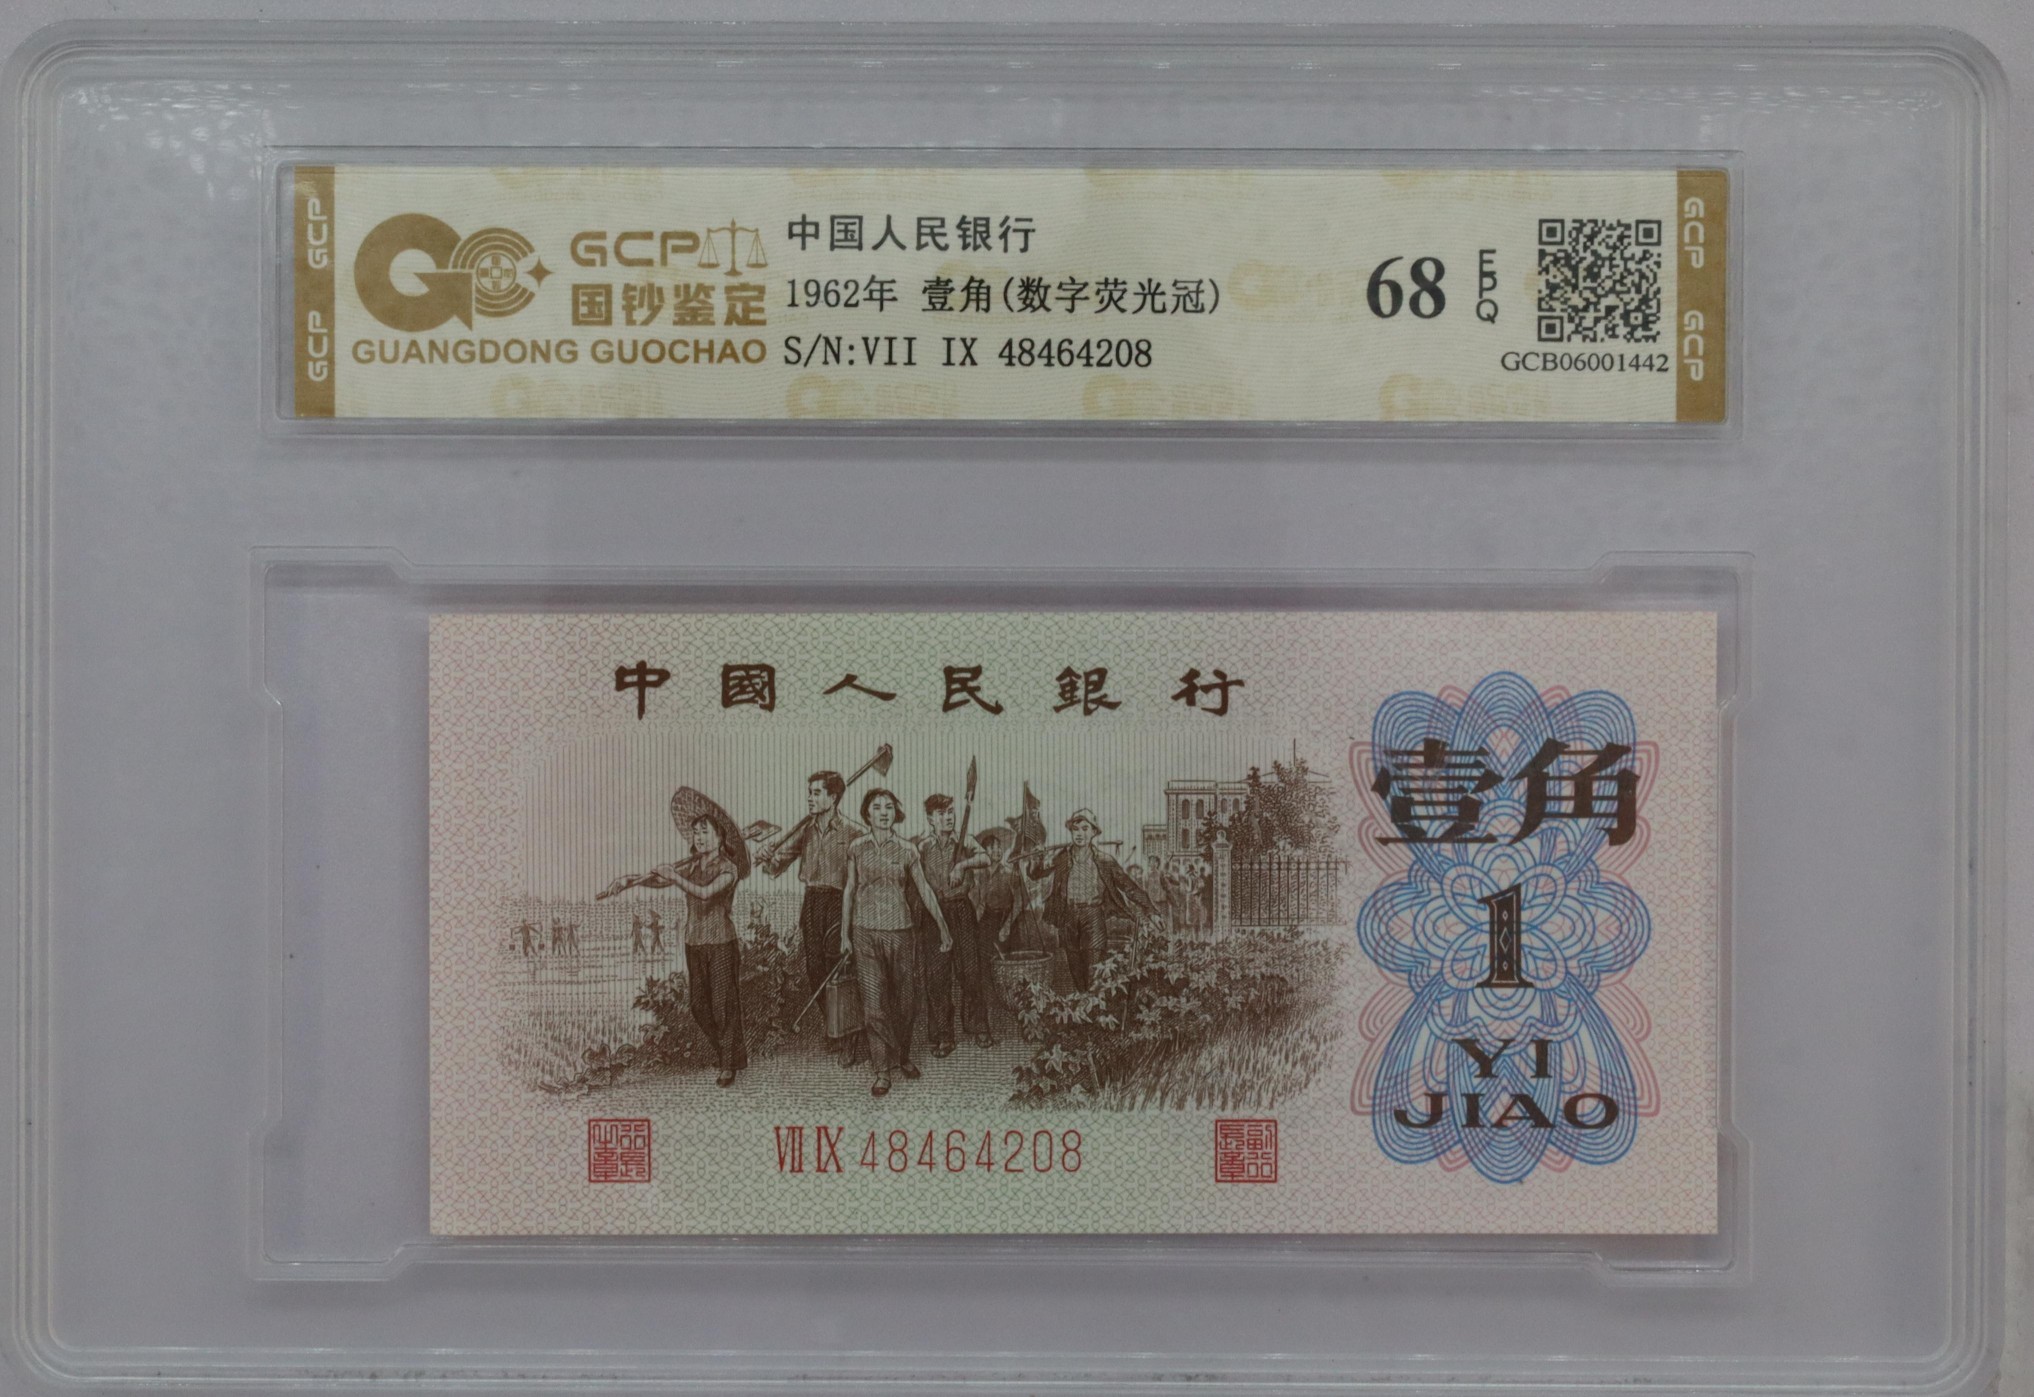 GCP
GCP
GCP
国钞鉴定
GUANGDONG GUOCHAO
中国人民银行
1962年 壹角(数字荧光冠)
S/N:VII IX 48464208
68
EPQ
GCB06001442
GCP
GCP
中國人民銀行
壹角
1
YI
JIAO
VII IX 48464208